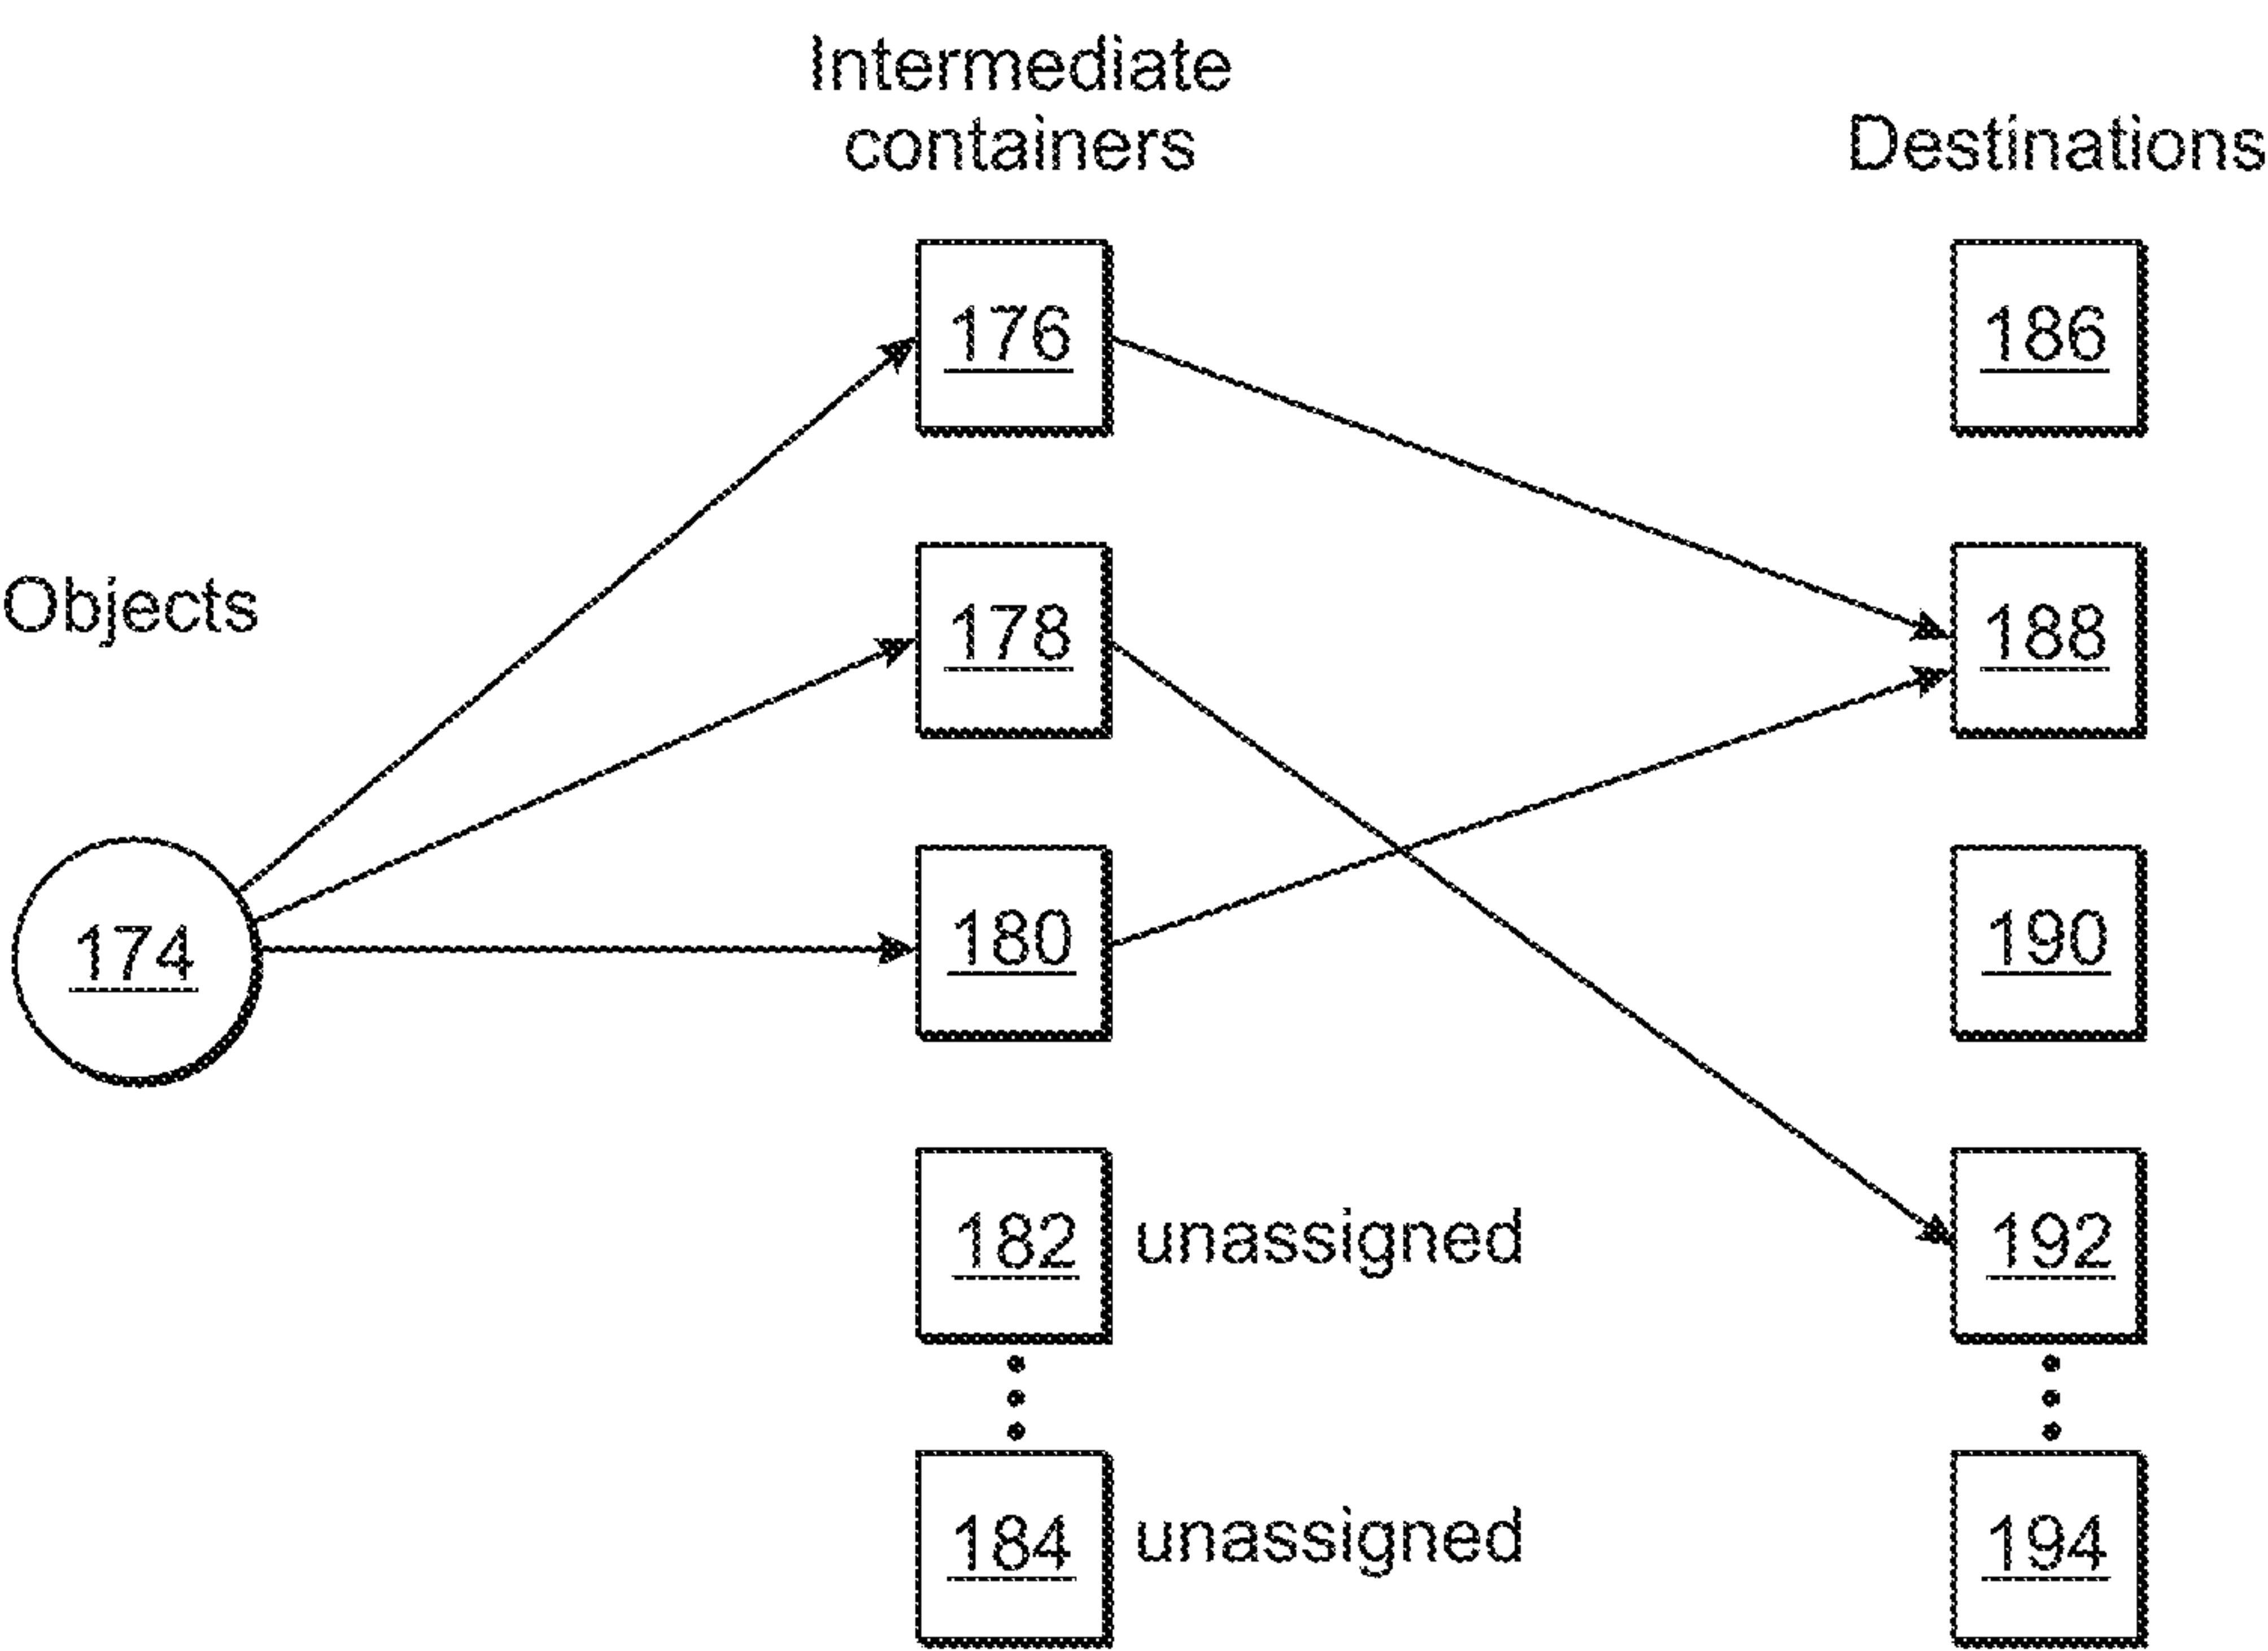 Intermediate
containers
Destinations
176
186
Objects
178
188
174
180
190
182 unassigned
192
184 unassigned
194